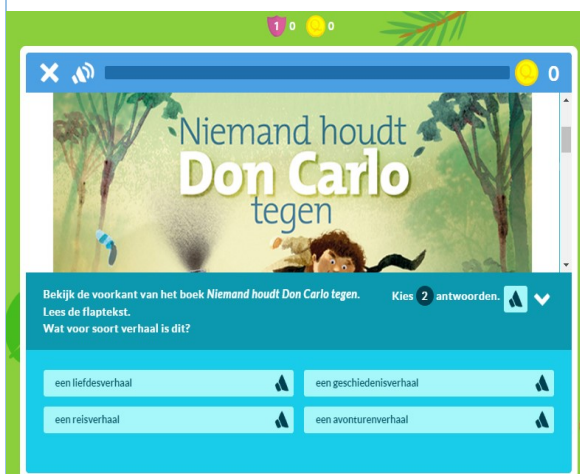 1 0 0
0
Niemand houdt
Don Carlo
tegen
Bekijk de voorkant van het boek Niemand houdt Don Carlo tegen.
Kies 2 antwoorden.
Lees de flaptekst.
Wat voor soort verhaal is dit?
een liefdesverhaal
een geschiedenisverhaal
een reisverhaal
een avonturenverhaal